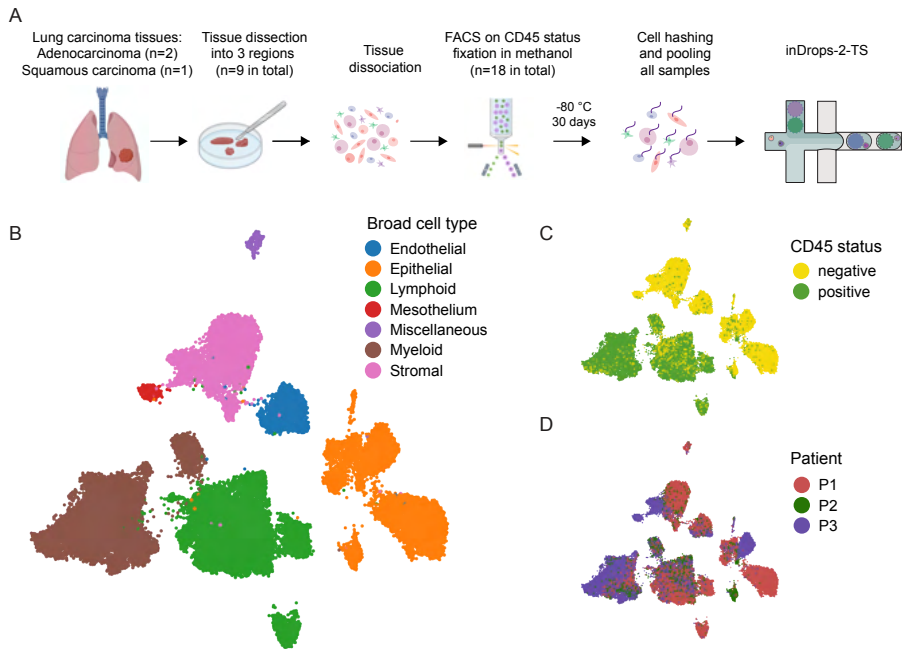 A
Lung carcinoma tissues:
Adenocarcinoma (n=2)
Squamous carcinoma (n=1)
Tissue dissection
into 3 regions
(n=9 in total)
Tissue
dissociation
FACS on CD45 status
fixation in methanol
(n=18 in total)
-80 °C
30 days
Cell hashing
and pooling
all samples
inDrops-2-TS
B
Broad cell type
Endothelial
Epithelial
Lymphoid
Mesothelium
Miscellaneous
Myeloid
Stromal
C
CD45 status
negative
positive
D
Patient
P1
P2
P3